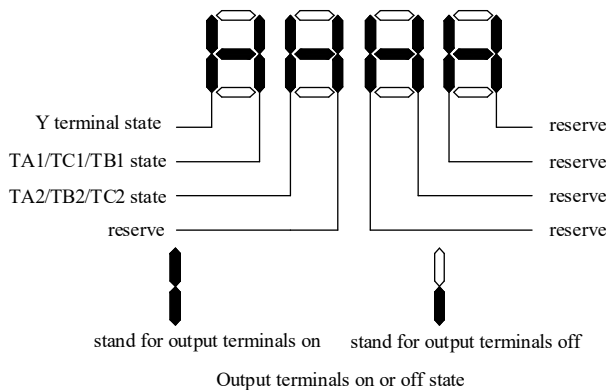 Y terminal state
reserve
TA1/TC1/TB1 state
reserve
TA2/TB2/TC2 state
reserve
reserve
reserve
stand for output terminals on
stand for output terminals off
Output terminals on or off state